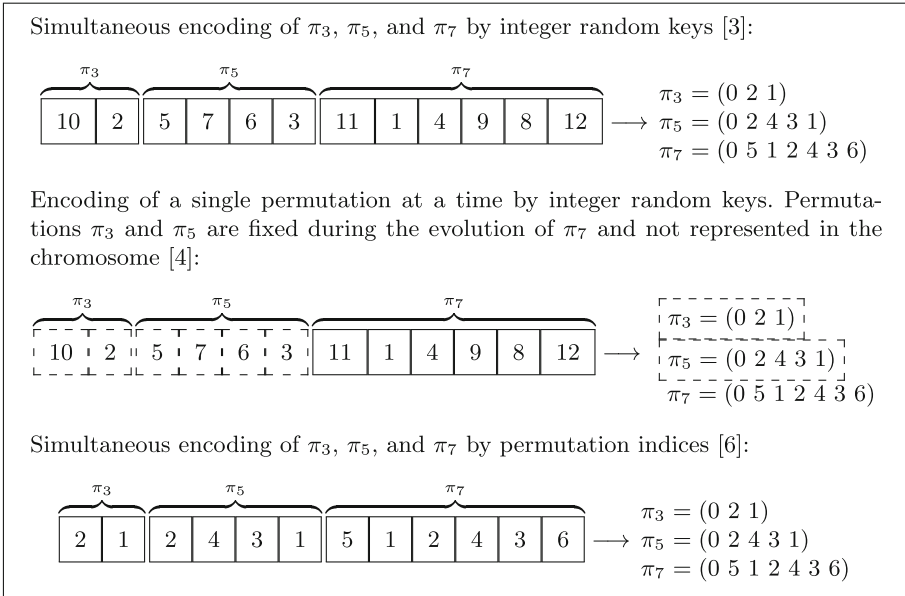 Simultaneous encoding of π₃, π₅, and π₇ by integer random keys [3]:
π₃ π₅ π₇
10 2 5 7 6 3 11 1 4 9 8 12 ⟶
π₃ = (0 2 1)
π₅ = (0 2 4 3 1)
π₇ = (0 5 1 2 4 3 6)
Encoding of a single permutation at a time by integer random keys. Permuta-
tions π₃ and π₅ are fixed during the evolution of π₇ and not represented in the
chromosome [4]:
π₃ π₅ π₇
10 2 5 7 6 3 11 1 4 9 8 12 ⟶
π₃ = (0 2 1)
π₅ = (0 2 4 3 1)
π₇ = (0 5 1 2 4 3 6)
Simultaneous encoding of π₃, π₅, and π₇ by permutation indices [6]:
π₃ π₅ π₇
2 1 2 4 3 1 5 1 2 4 3 6 ⟶
π₃ = (0 2 1)
π₅ = (0 2 4 3 1)
π₇ = (0 5 1 2 4 3 6)